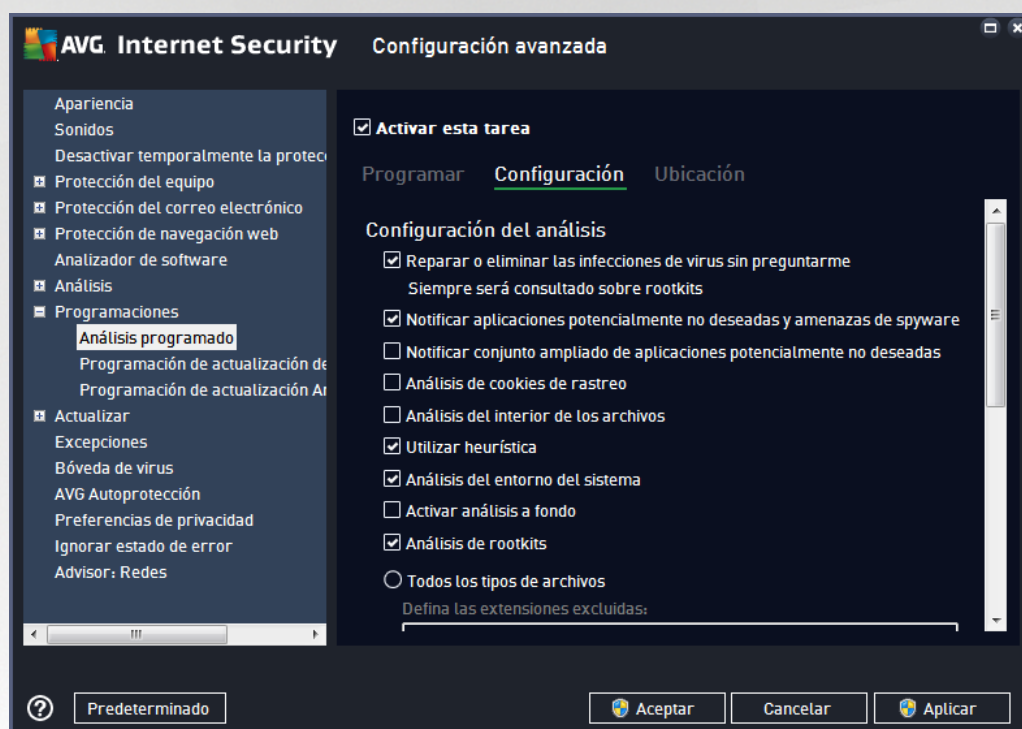 AVG. Internet Security Configuración avanzada
Apariencia
Sonidos
Desactivar temporalmente la protec
Protección del equipo
Protección del correo electrónico
Protección de navegación web
Analizador de software
Análisis
Programaciones
Análisis programado
Programación de actualización de
Programación de actualización A
Actualizar
Excepciones
Bóveda de virus
AVG Autoprotección
Preferencias de privacidad
Ignorar estado de error
Advisor: Redes
Activar esta tarea
Programar Configuración Ubicación
Configuración del análisis
Reparar o eliminar las infecciones de virus sin preguntarme
Siempre será consultado sobre rootkits
Notificar aplicaciones potencialmente no deseadas y amenazas de spyware
Notificar conjunto ampliado de aplicaciones potencialmente no deseadas
Análisis de cookies de rastreo
Análisis del interior de los archivos
Utilizar heurística
Análisis del entorno del sistema
Activar análisis a fondo
Análisis de rootkits
Todos los tipos de archivos
Defina las extensiones excluidas:
? Predeterminado Aceptar Cancelar Aplicar